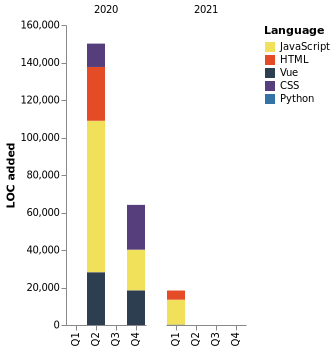 2020 2021
Language
JavaScript
HTML
Vue
CSS
Python
LOC added
160,000
140,000
120,000
100,000
80,000
60,000
40,000
20,000
0
Q1 Q2 Q3 Q4 Q1 Q2 Q3 Q4